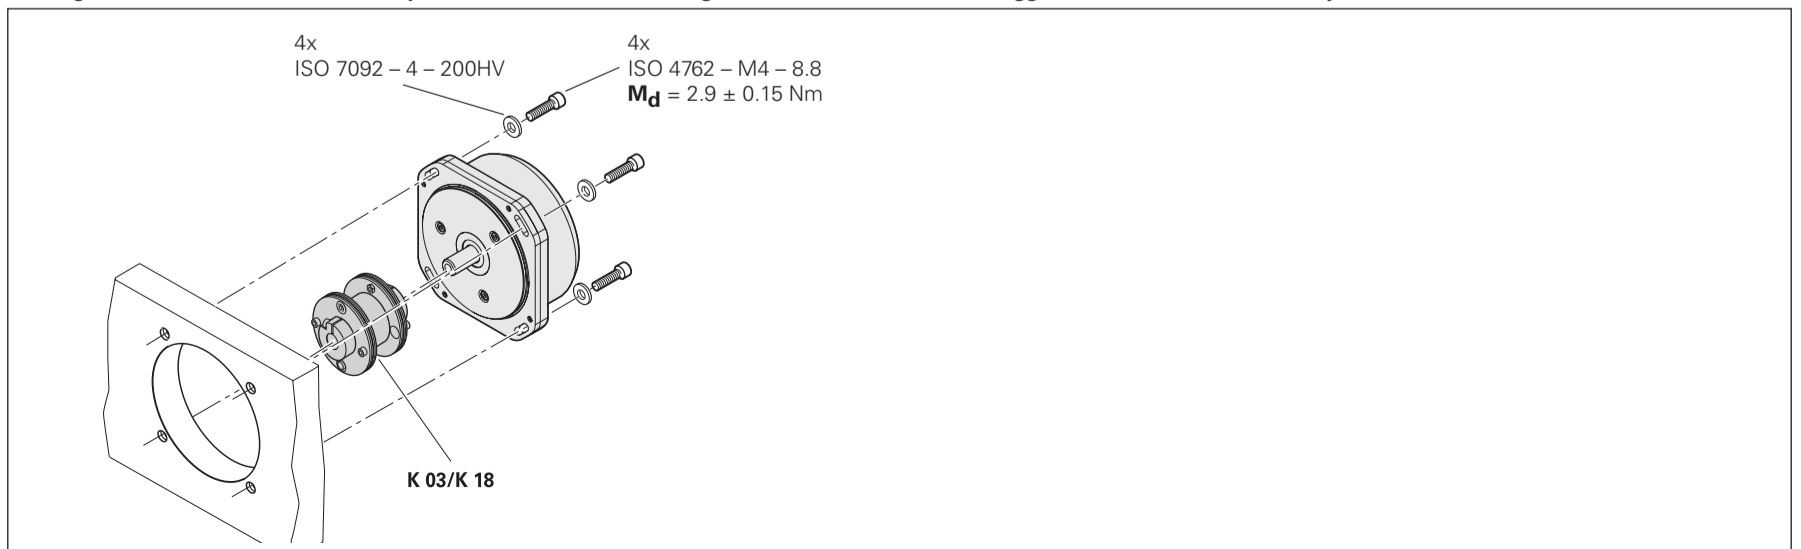 4x
ISO 7092 – 4 – 200HV
4x
ISO 4762 – M4 – 8.8
Md = 2.9 ± 0.15 Nm
K 03/K 18